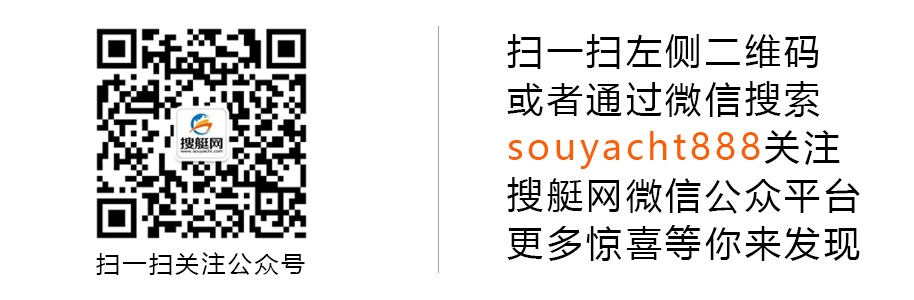 搜艇网
www.souyacht.com
扫一扫关注公众号
扫一扫左侧二维码
或者通过微信搜索
souyacht888关注
搜艇网微信公众平台
更多惊喜等你来发现